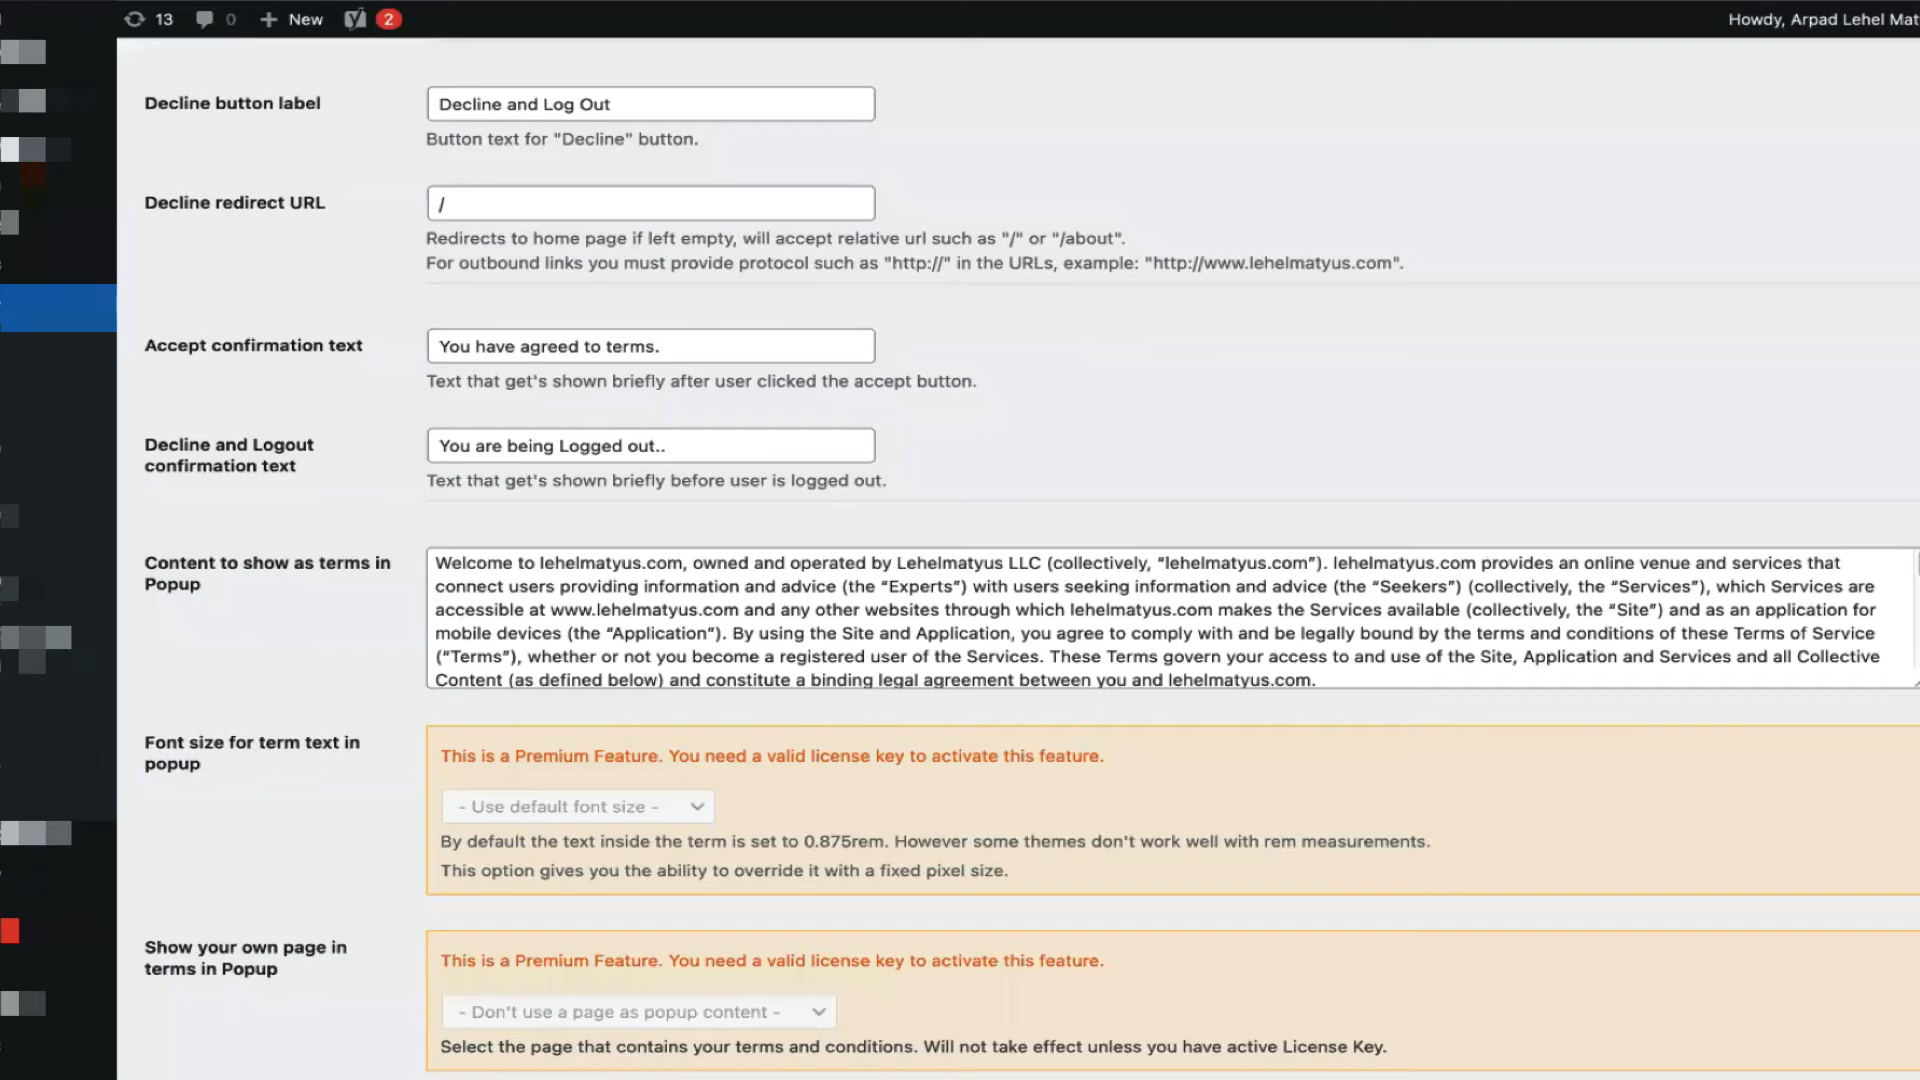 13 0 New 2 Howdy, Arpad Lehel Mat
Decline button label
Decline and Log Out
Button text for "Decline" button.
Decline redirect URL
/
Redirects to home page if left empty, will accept relative url such as "/" or "/about".
For outbound links you must provide protocol such as "http://" in the URLs, example: "http://www.lehelmatyus.com".
Accept confirmation text
You have agreed to terms.
Text that get's shown briefly after user clicked the accept button.
Decline and Logout
confirmation text
You are being Logged out..
Text that get's shown briefly before user is logged out.
Content to show as terms in
Popup
Welcome to lehelmatyus.com, owned and operated by Lehelmatyus LLC (collectively, “lehelmatyus.com”). lehelmatyus.com provides an online venue and services that
connect users providing information and advice (the “Experts”) with users seeking information and advice (the “Seekers”) (collectively, the “Services”), which Services are
accessible at www.lehelmatyus.com and any other websites through which lehelmatyus.com makes the Services available (collectively, the “Site”) and as an application for
mobile devices (the “Application”). By using the Site and Application, you agree to comply with and be legally bound by the terms and conditions of these Terms of Service
(“Terms”), whether or not you become a registered user of the Services. These Terms govern your access to and use of the Site, Application and Services and all Collective
Content (as defined below) and constitute a binding legal agreement between you and lehelmatyus.com.
Font size for term text in
popup
This is a Premium Feature. You need a valid license key to activate this feature.
- Use default font size -
By default the text inside the term is set to 0.875rem. However some themes don't work well with rem measurements.
This option gives you the ability to override it with a fixed pixel size.
Show your own page in
terms in Popup
This is a Premium Feature. You need a valid license key to activate this feature.
- Don't use a page as popup content -
Select the page that contains your terms and conditions. Will not take effect unless you have active License Key.